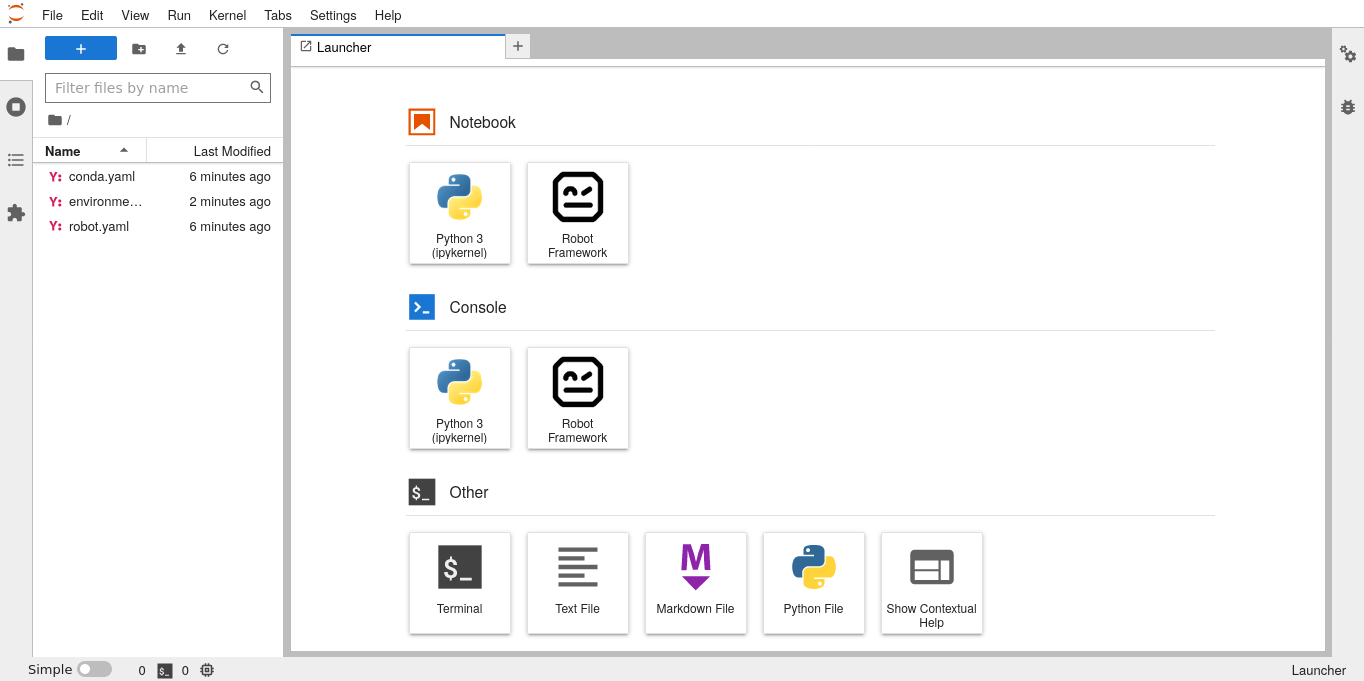 File Edit View Run Kernel Tabs Settings Help
+
Launcher
+
Filter files by name
/
Name Last Modified
Y: conda.yaml 6 minutes ago
Y: environme… 2 minutes ago
Y: robot.yaml 6 minutes ago
Notebook
Python 3
(ipykernel)
Robot
Framework
Console
Python 3
(ipykernel)
Robot
Framework
$_ Other
$_
Terminal
Text File
M
Markdown File
Python File
Show Contextual
Help
Simple 0 $_ 0 Launcher